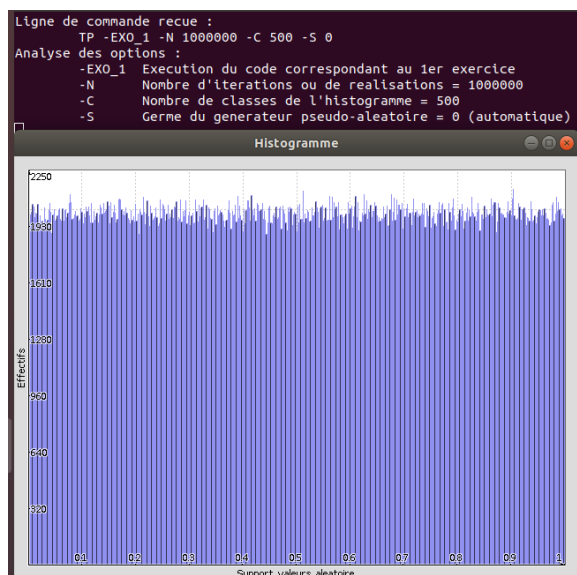 Ligne de commande recue :
TP -EXO_1 -N 1000000 -C 500 -S 0
Analyse des options :
-EXO_1 Execution du code correspondant au 1er exercice
-N Nombre d'iterations ou de realisations = 1000000
-C Nombre de classes de l'histogramme = 500
-S Germe du generateur pseudo-aleatoire = 0 (automatique)
Histogramme
2250
1930
1610
1280
960
640
320
Effectifs
0.1 0.2 0.3 0.4 0.5 0.6 0.7 0.8 0.9 1.
Support valeurs aleatoire